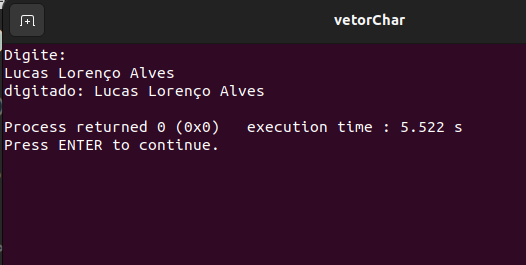 vetorChar
Digite:
Lucas Lorenço Alves
digitado: Lucas Lorenço Alves
Process returned 0 (0x0)   execution time : 5.522 s
Press ENTER to continue.